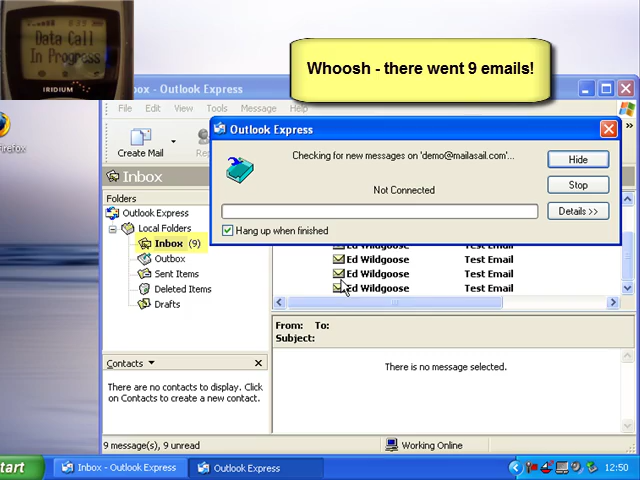 Data Call
In Progress
IRIDIUM
Whoosh - there went 9 emails!
box - Outlook Express
File Edit View Tools Message Help
Create Mail
Inbox
Folders
Outlook Express
Local Folders
Inbox (9)
Outbox
Sent Items
Deleted Items
Drafts
Outlook Express
Checking for new messages on 'demo@mailasail.com'...
Not Connected
Hang up when finished
Hide
Stop
Details >>
Ed Wildgoose Test Email
Ed Wildgoose Test Email
Ed Wildgoose Test Email
From: To:
Subject:
There is no message selected.
Contacts
There are no contacts to display. Click
on Contacts to create a new contact.
9 message(s), 9 unread
Working Online
tart
Inbox - Outlook Express
Outlook Express
12:50